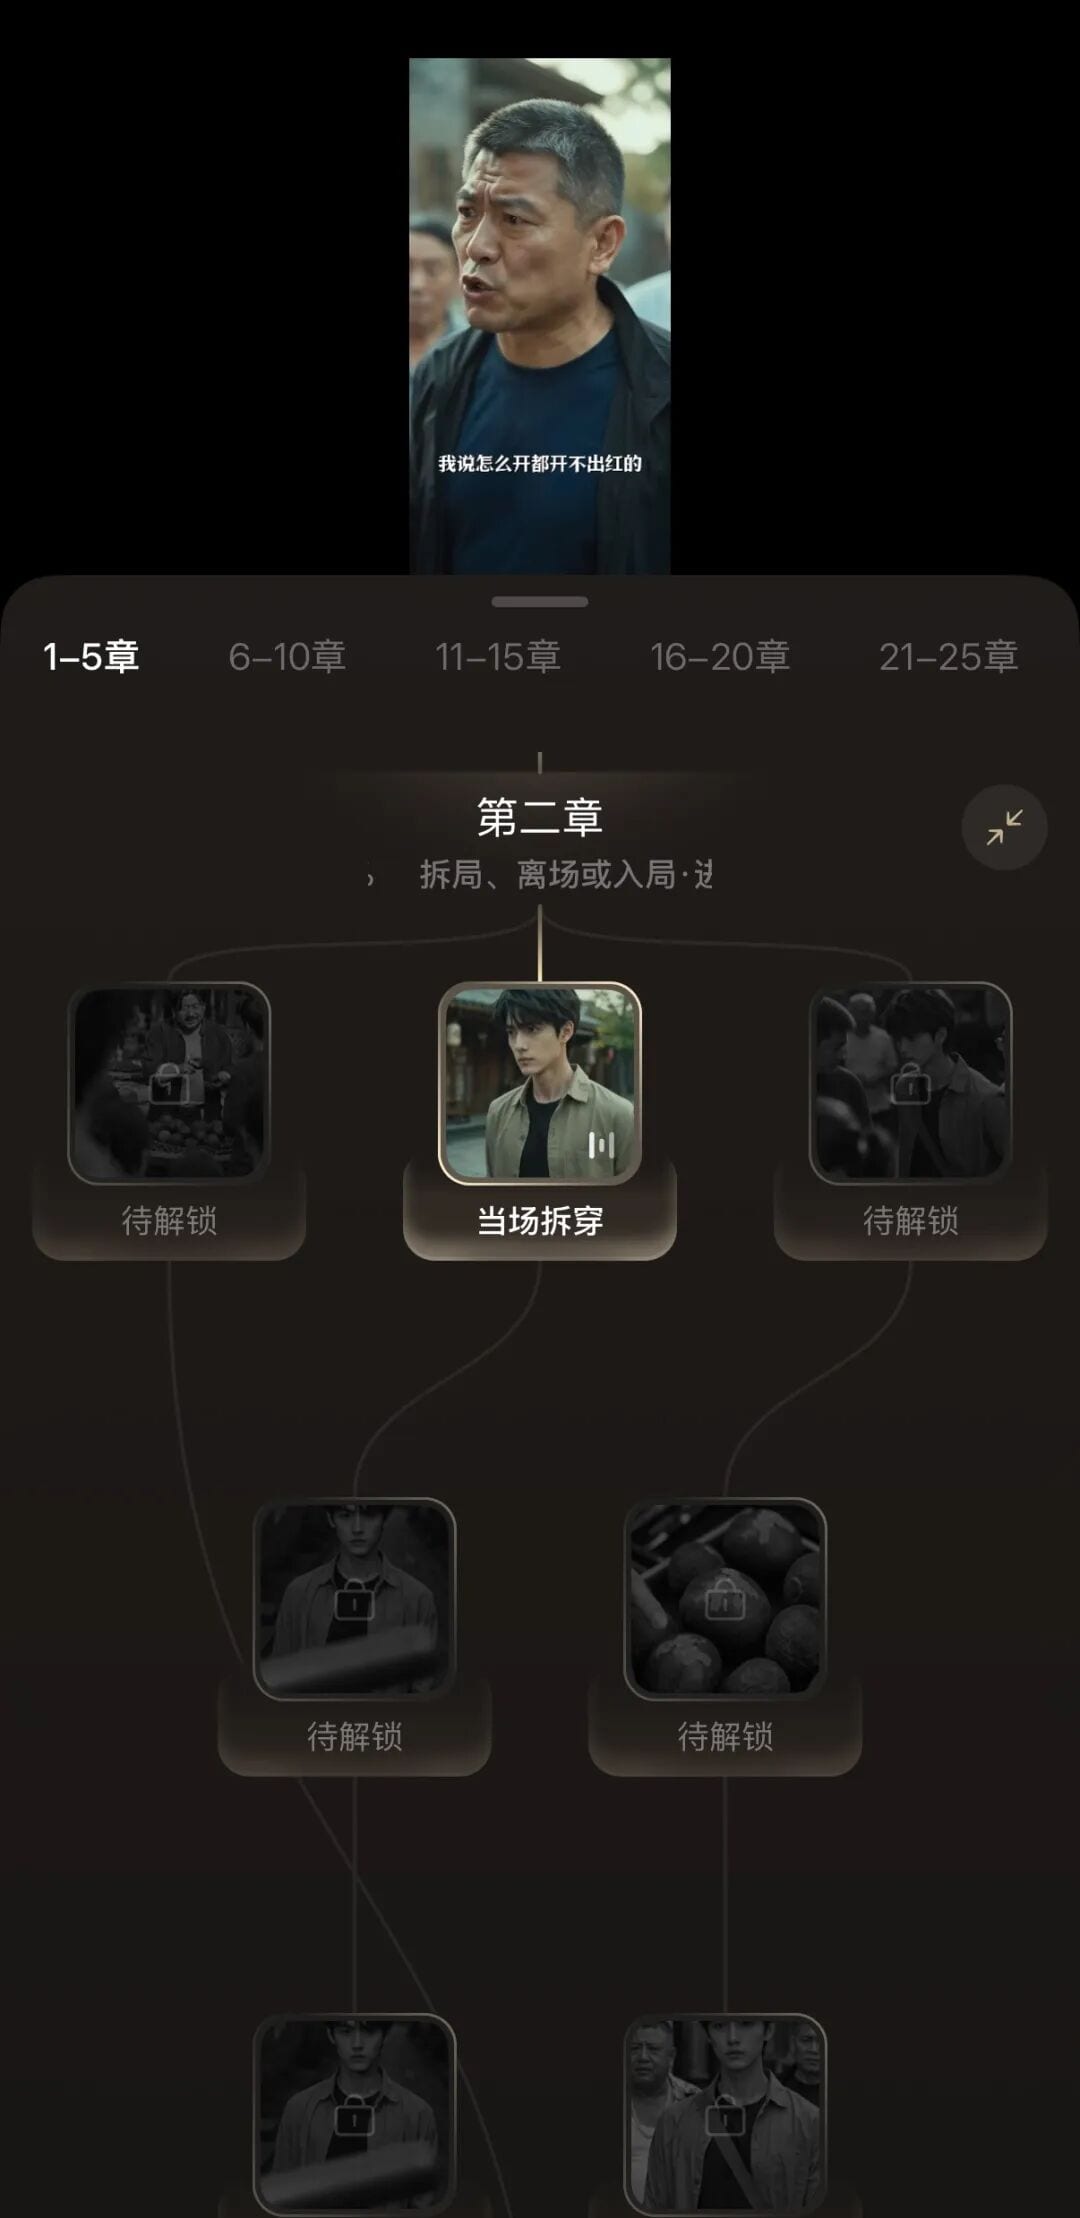 我说怎么开都开不出红的
1–5章 6–10章 11–15章 16–20章 21–25章
第二章
拆局、离场或入局·进
待解锁 当场拆穿 待解锁
待解锁 待解锁